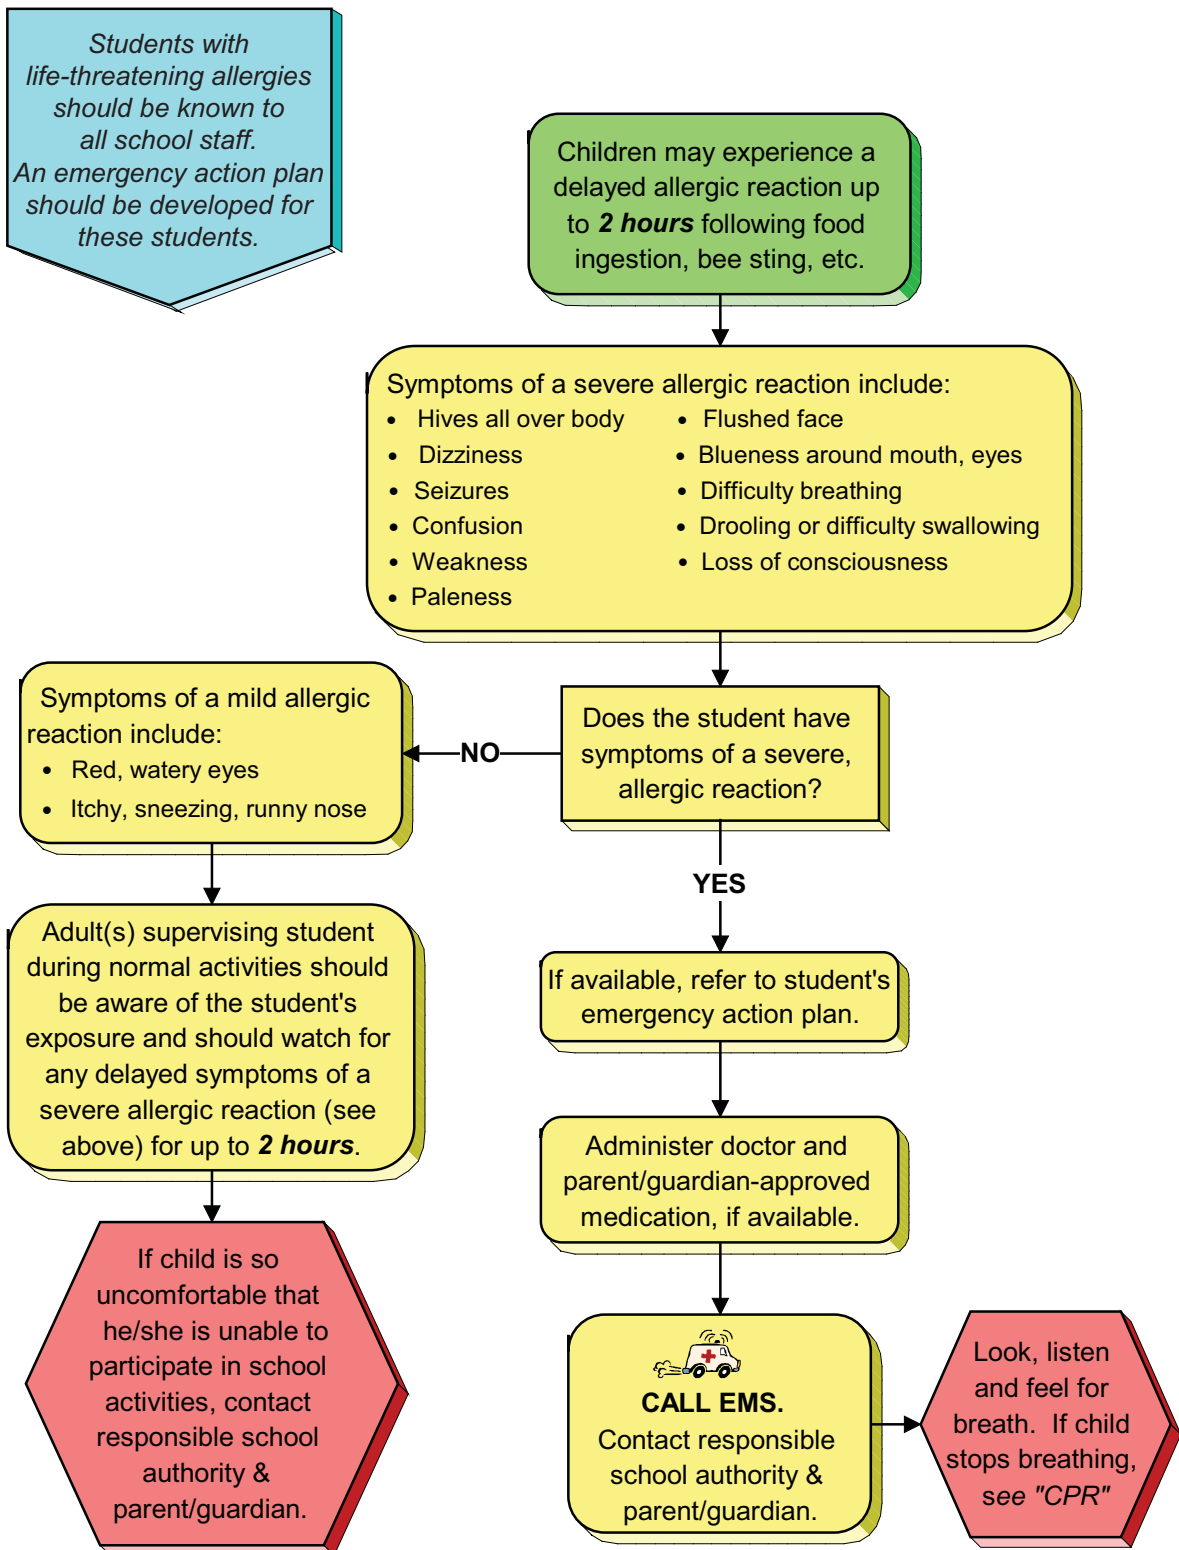 Students with
life-threatening allergies
should be known to
all school staff.
An emergency action plan
should be developed for
these students.
Children may experience a
delayed allergic reaction up
to 2 hours following food
ingestion, bee sting, etc.
Symptoms of a severe allergic reaction include:
• Hives all over body
• Dizziness
• Seizures
• Confusion
• Weakness
• Paleness
• Flushed face
• Blueness around mouth, eyes
• Difficulty breathing
• Drooling or difficulty swallowing
• Loss of consciousness
Does the student have
symptoms of a severe,
allergic reaction?
NO
Symptoms of a mild allergic
reaction include:
• Red, watery eyes
• Itchy, sneezing, runny nose
Adult(s) supervising student
during normal activities should
be aware of the student's
exposure and should watch for
any delayed symptoms of a
severe allergic reaction (see
above) for up to 2 hours.
If child is so
uncomfortable that
he/she is unable to
participate in school
activities, contact
responsible school
authority &
parent/guardian.
YES
If available, refer to student's
emergency action plan.
Administer doctor and
parent/guardian-approved
medication, if available.
CALL EMS.
Contact responsible
school authority &
parent/guardian.
Look, listen
and feel for
breath. If child
stops breathing,
see "CPR"